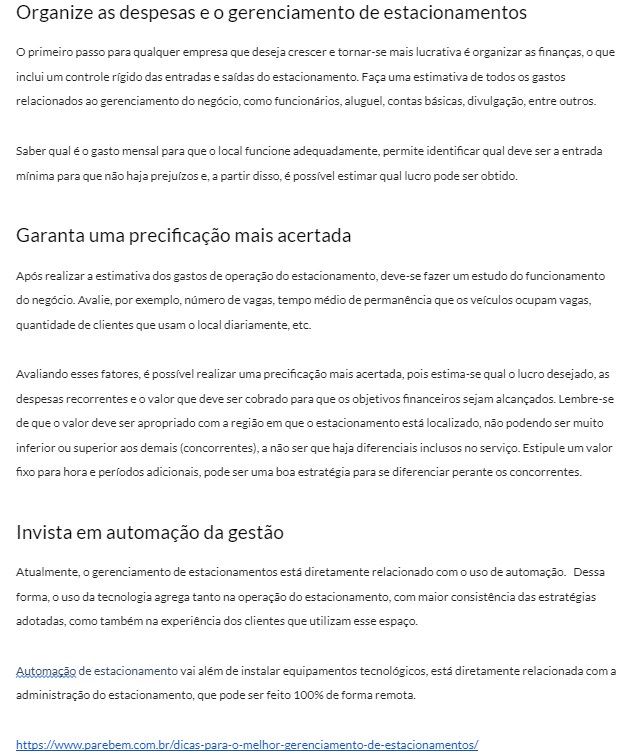 Organize as despesas e o gerenciamento de estacionamentos
O primeiro passo para qualquer empresa que deseja crescer e tornar-se mais lucrativa é organizar as finanças, o que
inclui um controle rígido das entradas e saídas do estacionamento. Faça uma estimativa de todos os gastos
relacionados ao gerenciamento do negócio, como funcionários, aluguel, contas básicas, divulgação, entre outros.
Saber qual é o gasto mensal para que o local funcione adequadamente, permite identificar qual deve ser a entrada
mínima para que não haja prejuízos e, a partir disso, é possível estimar qual lucro pode ser obtido.
Garanta uma precificação mais acertada
Após realizar a estimativa dos gastos de operação do estacionamento, deve-se fazer um estudo do funcionamento
do negócio. Avalie, por exemplo, número de vagas, tempo médio de permanência que os veículos ocupam vagas,
quantidade de clientes que usam o local diariamente, etc.
Avaliando esses fatores, é possível realizar uma precificação mais acertada, pois estima-se qual o lucro desejado, as
despesas recorrentes e o valor que deve ser cobrado para que os objetivos financeiros sejam alcançados. Lembre-se
de que o valor deve ser apropriado com a região em que o estacionamento está localizado, não podendo ser muito
inferior ou superior aos demais (concorrentes), a não ser que haja diferenciais inclusos no serviço. Estipule um valor
fixo para hora e períodos adicionais, pode ser uma boa estratégia para se diferenciar perante os concorrentes.
Invista em automação da gestão
Atualmente, o gerenciamento de estacionamentos está diretamente relacionado com o uso de automação. Dessa
forma, o uso da tecnologia agrega tanto na operação do estacionamento, com maior consistência das estratégias
adotadas, como também na experiência dos clientes que utilizam esse espaço.
Automação de estacionamento vai além de instalar equipamentos tecnológicos, está diretamente relacionada com a
administração do estacionamento, que pode ser feito 100% de forma remota.
https://www.parebem.com.br/dicas-para-o-melhor-gerenciamento-de-estacionamentos/